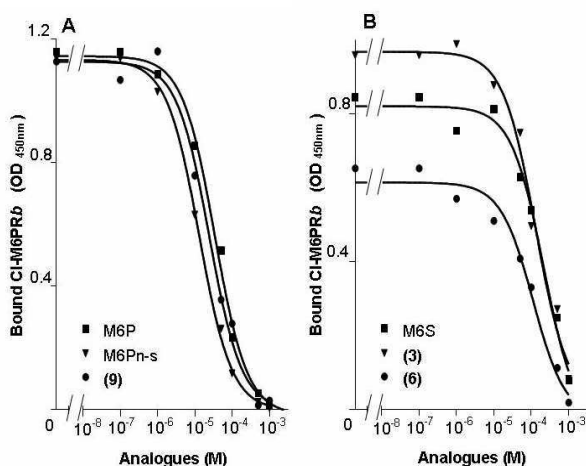 A
1.2
0.8
0.4
0
Bound CI-M6PRb (OD 450nm)
M6P
M6Pn-s
(9)
0 10-8 10-7 10-6 10-5 10-4 10-3
Analogues (M)
B
0.8
0.4
0
Bound CI-M6PRb (OD 450nm)
M6S
(3)
(6)
0 10-8 10-7 10-6 10-5 10-4 10-3
Analogues (M)